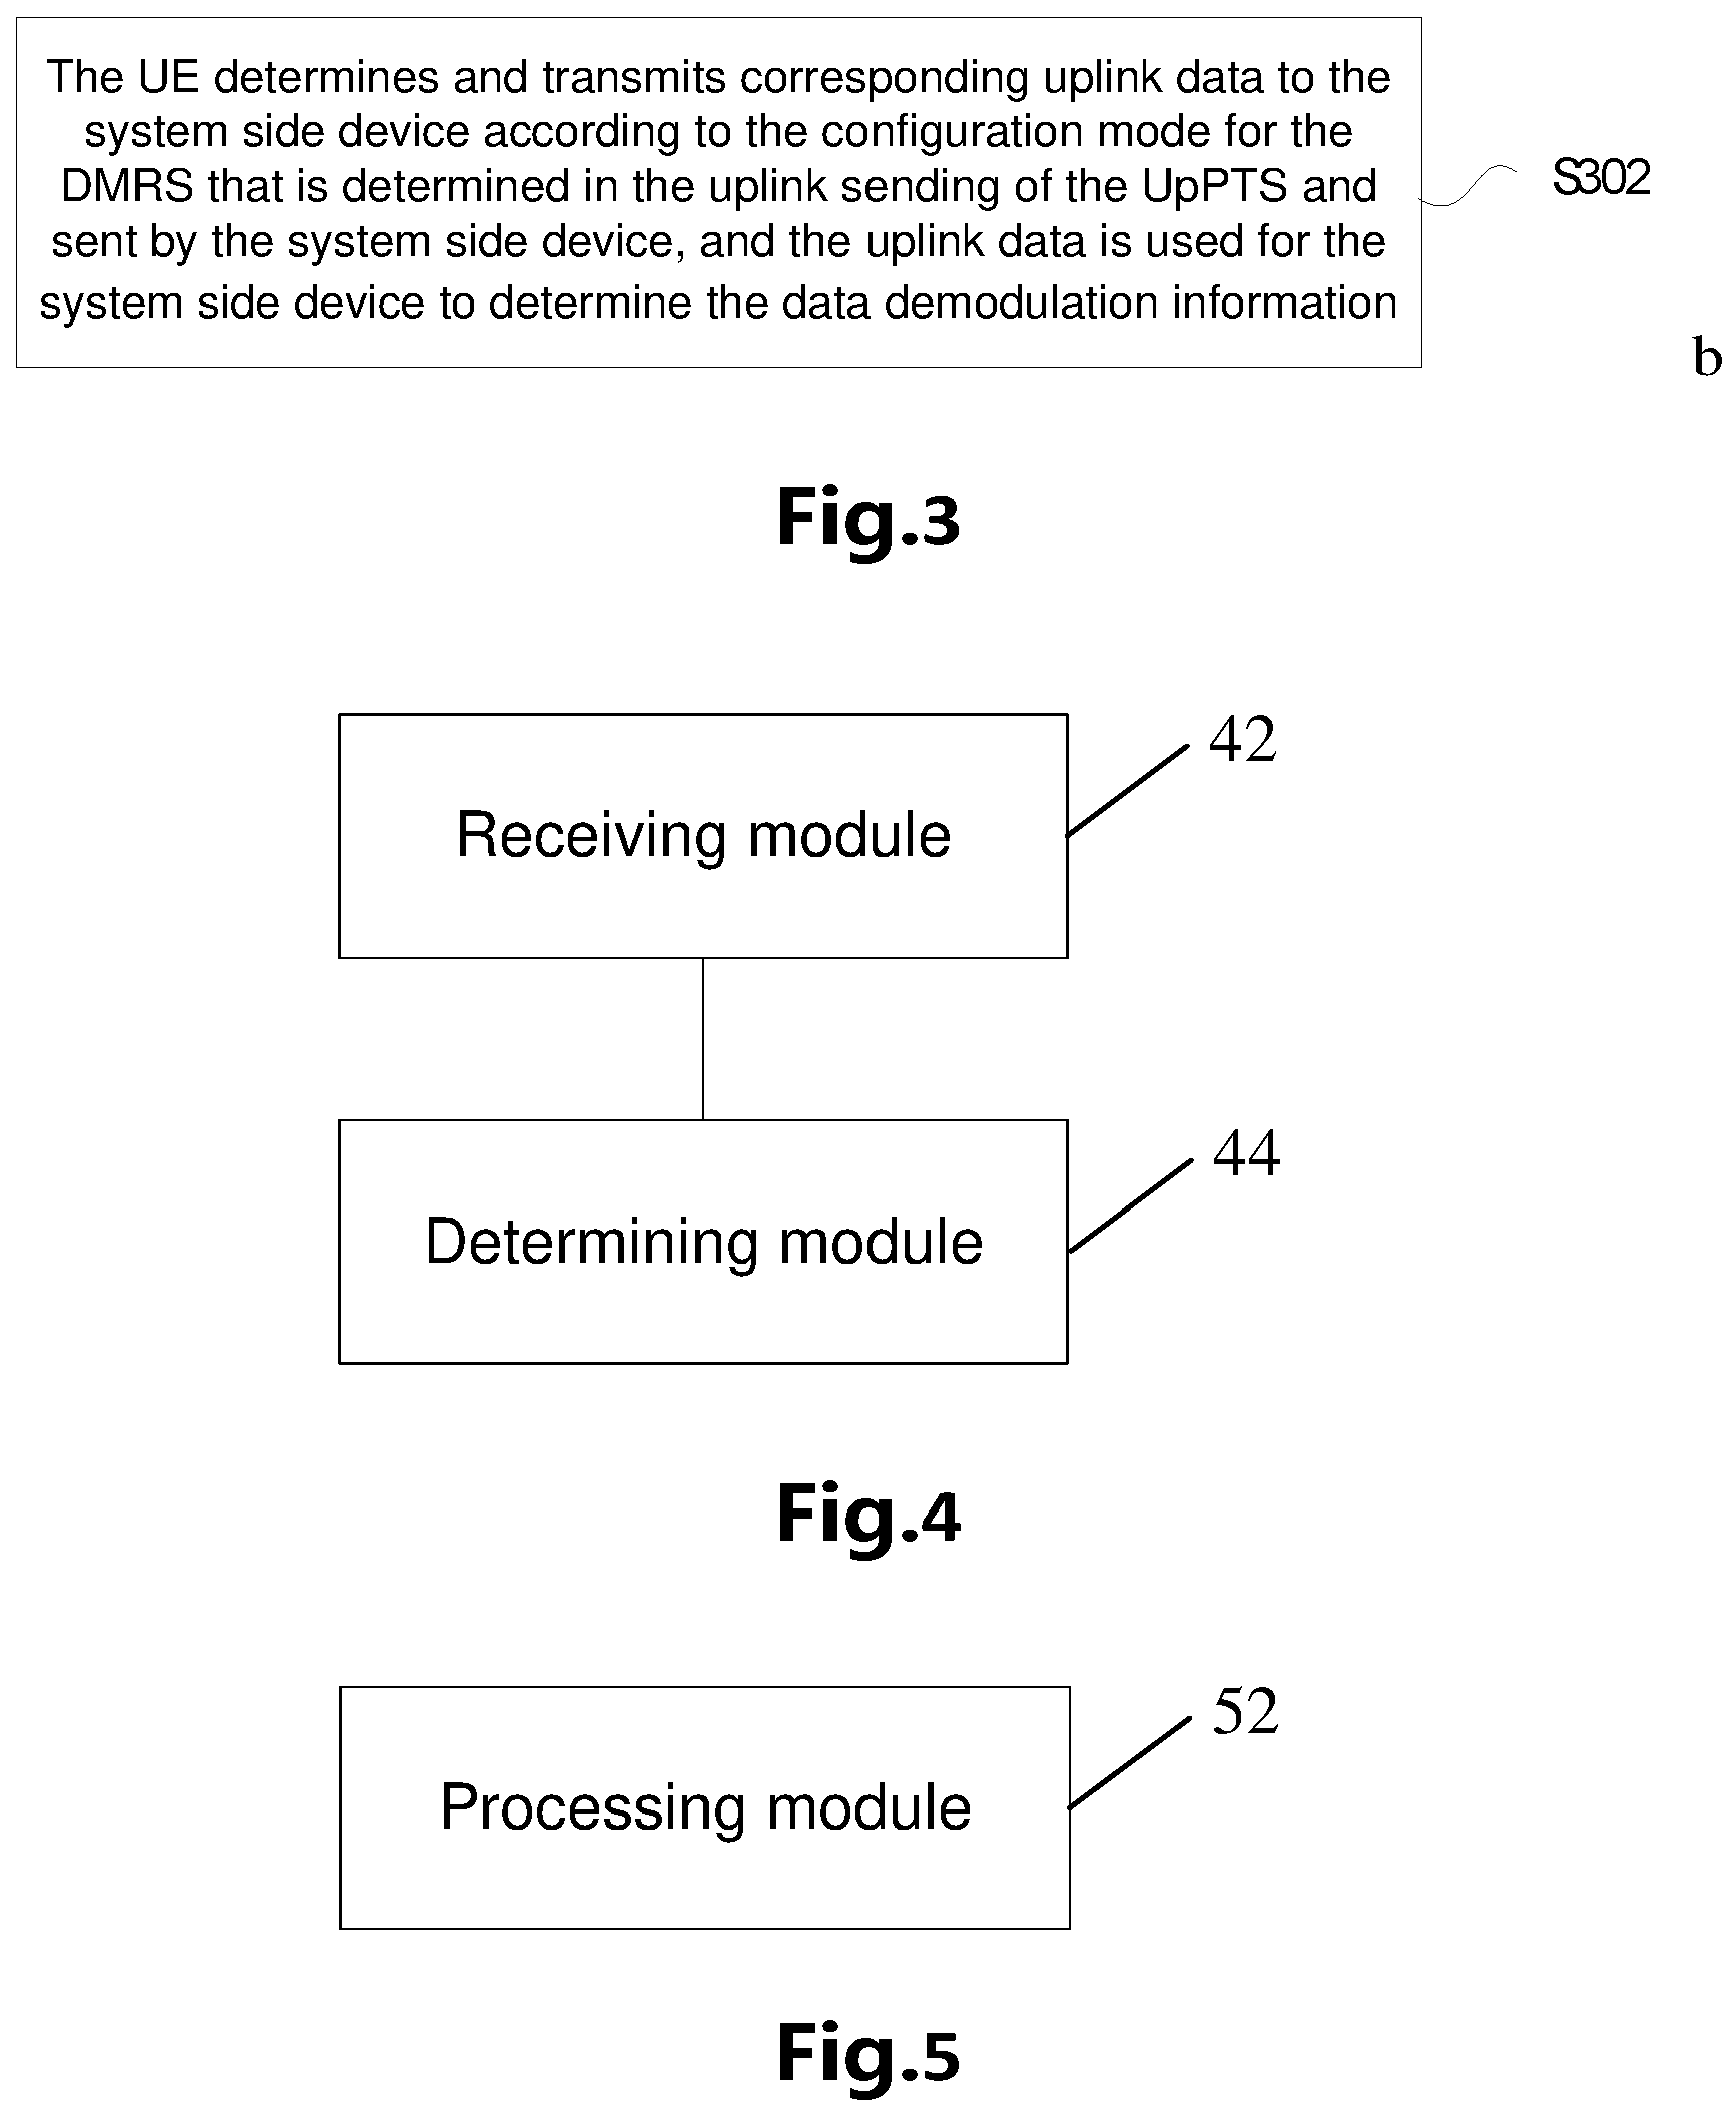 The UE determines and transmits corresponding uplink data to the
system side device according to the configuration mode for the
DMRS that is determined in the uplink sending of the UpPTS and
sent by the system side device, and the uplink data is used for the
system side device to determine the data demodulation information
S302
b
Fig.3
Receiving module
42
Determining module
44
Fig.4
Processing module
52
Fig.5